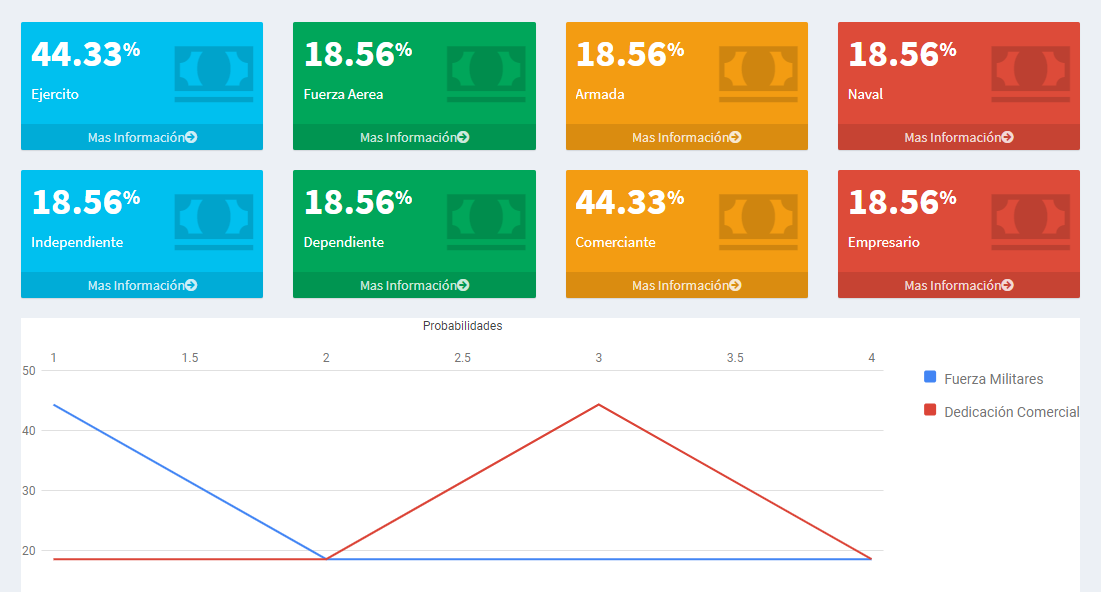 44.33%
Ejercito
Mas Información
18.56%
Fuerza Aerea
Mas Información
18.56%
Armada
Mas Información
18.56%
Naval
Mas Información
18.56%
Independiente
Mas Información
18.56%
Dependiente
Mas Información
44.33%
Comerciante
Mas Información
18.56%
Empresario
Mas Información
Probabilidades
1 1.5 2 2.5 3 3.5 4
50
40
30
20
Fuerza Militares
Dedicación Comercial